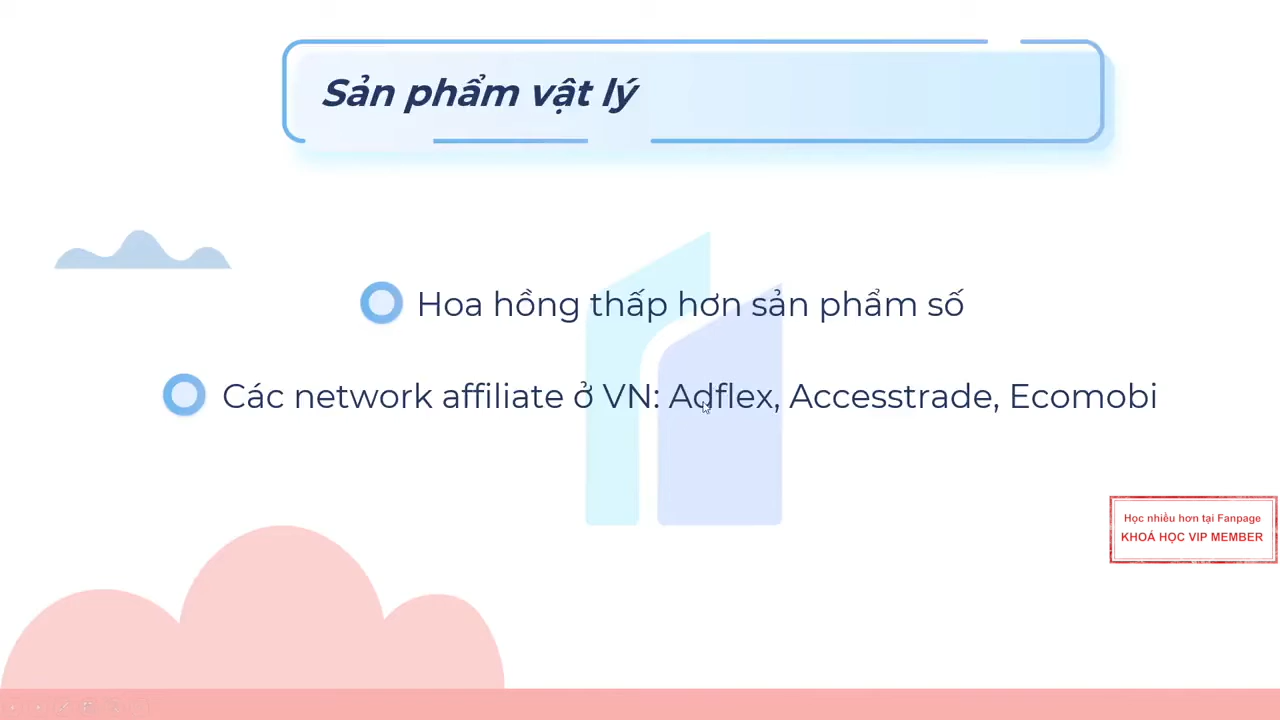 Sản phẩm vật lý
Hoa hồng thấp hơn sản phẩm số
Các network affiliate ở VN: Adflex, Accesstrade, Ecomobi
Học nhiều hơn tại Fanpage
KHOÁ HỌC VIP MEMBER